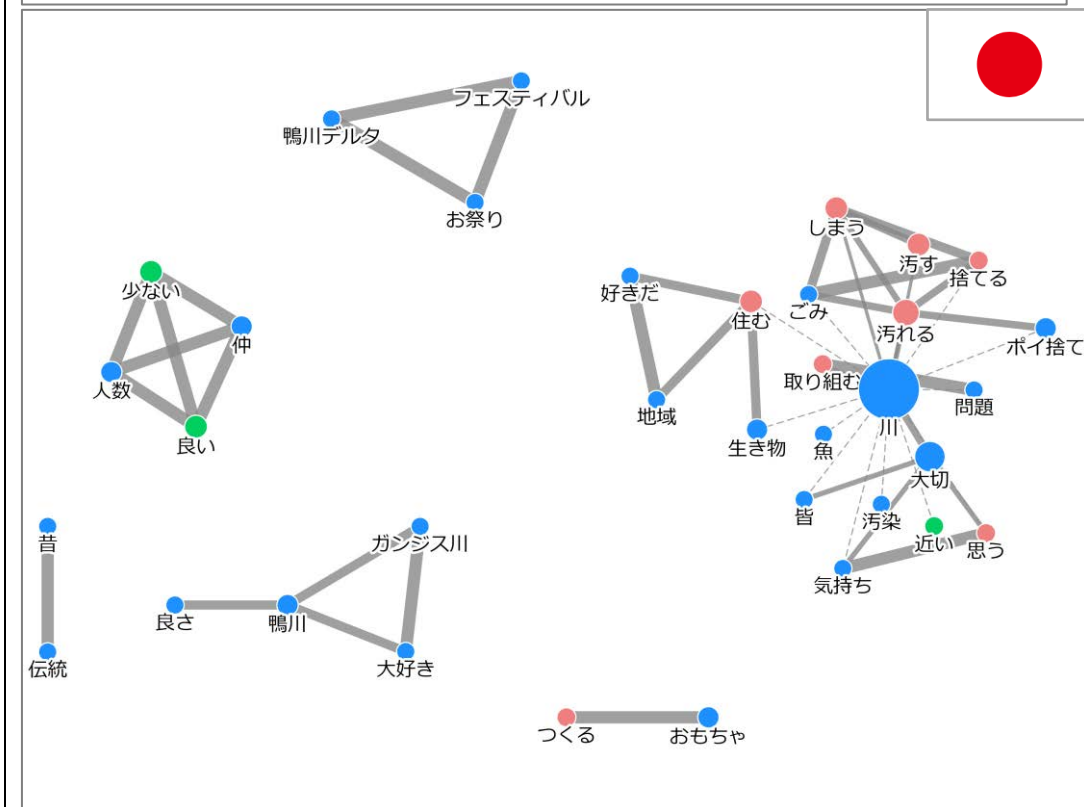 フェスティバル
鴨川デルタ
お祭り
しまう
汚す
捨てる
少ない
好きだ
住む
ごみ
汚れる
仲
ポイ捨て
人数
取り組む
問題
地域
川
良い
生き物
魚
大切
皆
汚染
昔
ガンジス川
近い
思う
気持ち
良さ
鴨川
伝統
大好き
つくる
おもちゃ